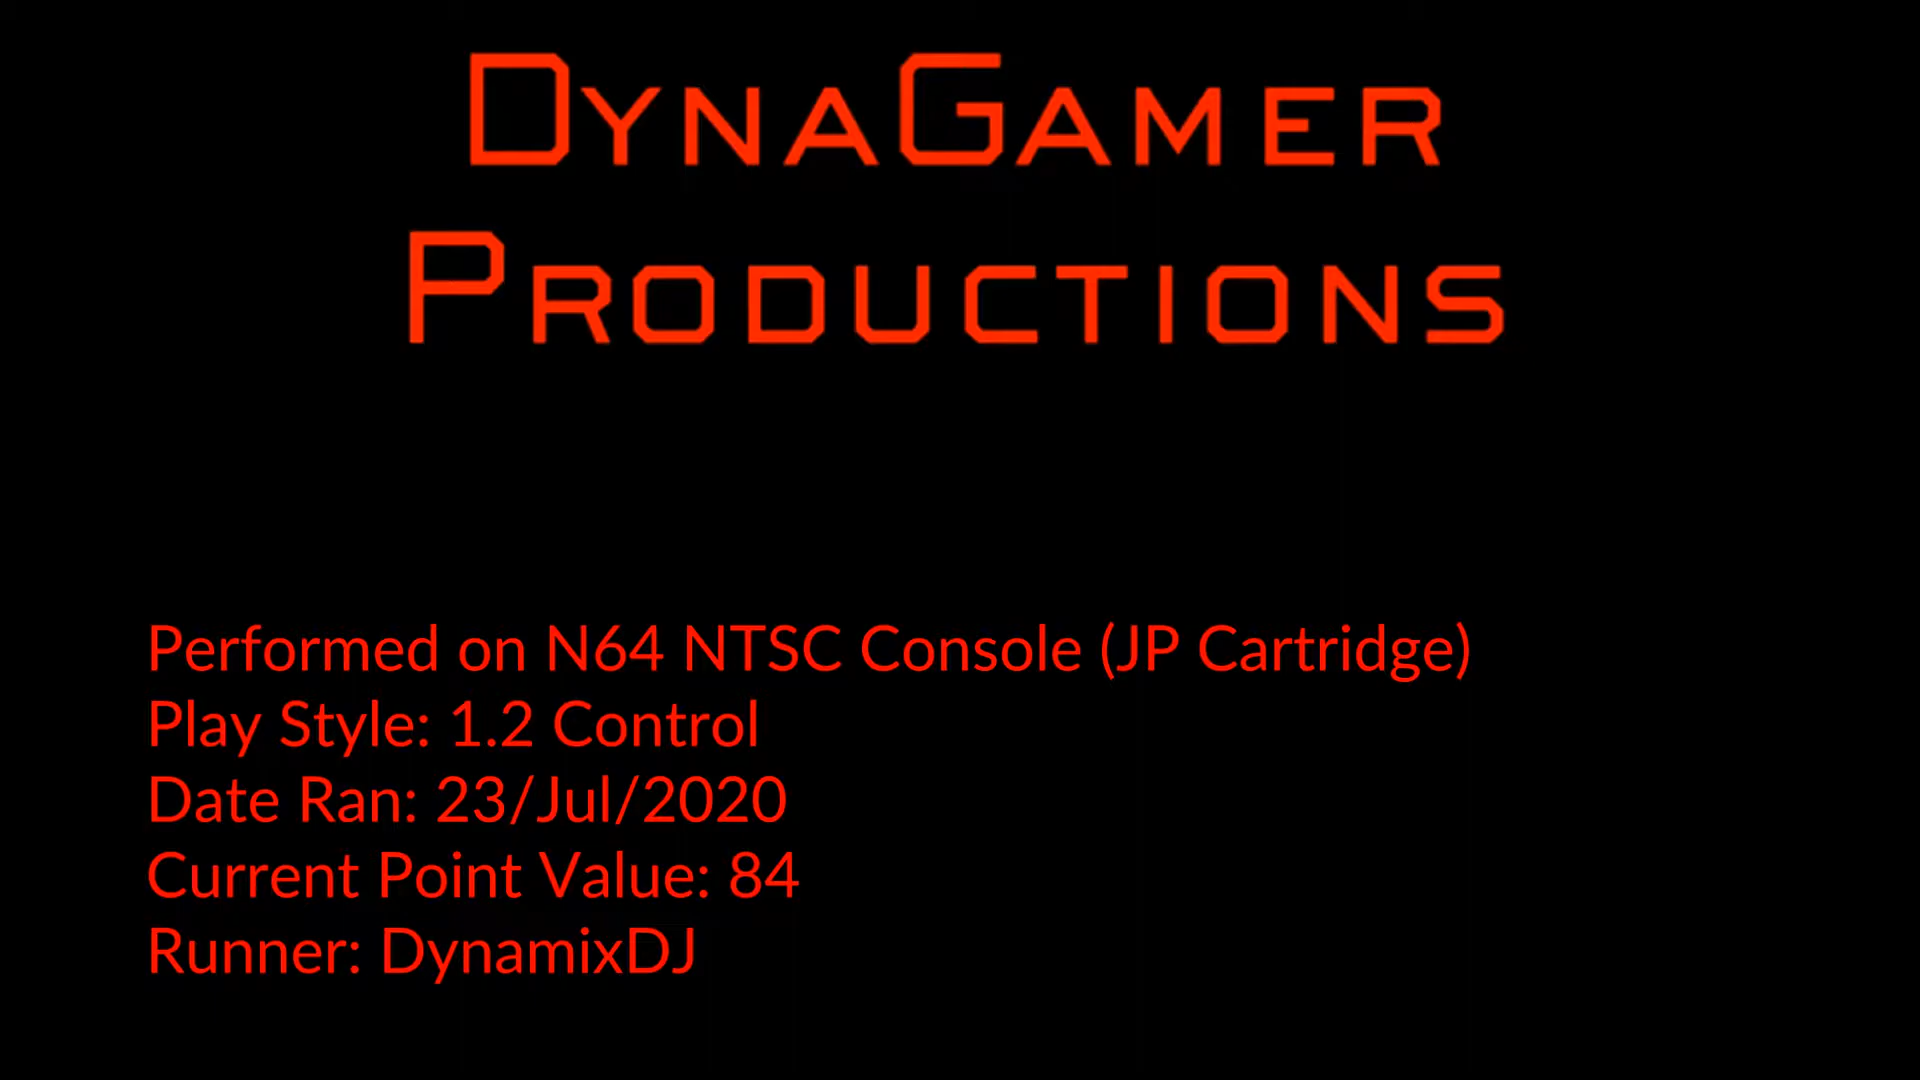 DynaGamer
Productions
Performed on N64 NTSC Console (JP Cartridge)
Play Style: 1.2 Control
Date Ran: 23/Jul/2020
Current Point Value: 84
Runner: DynamixDJ